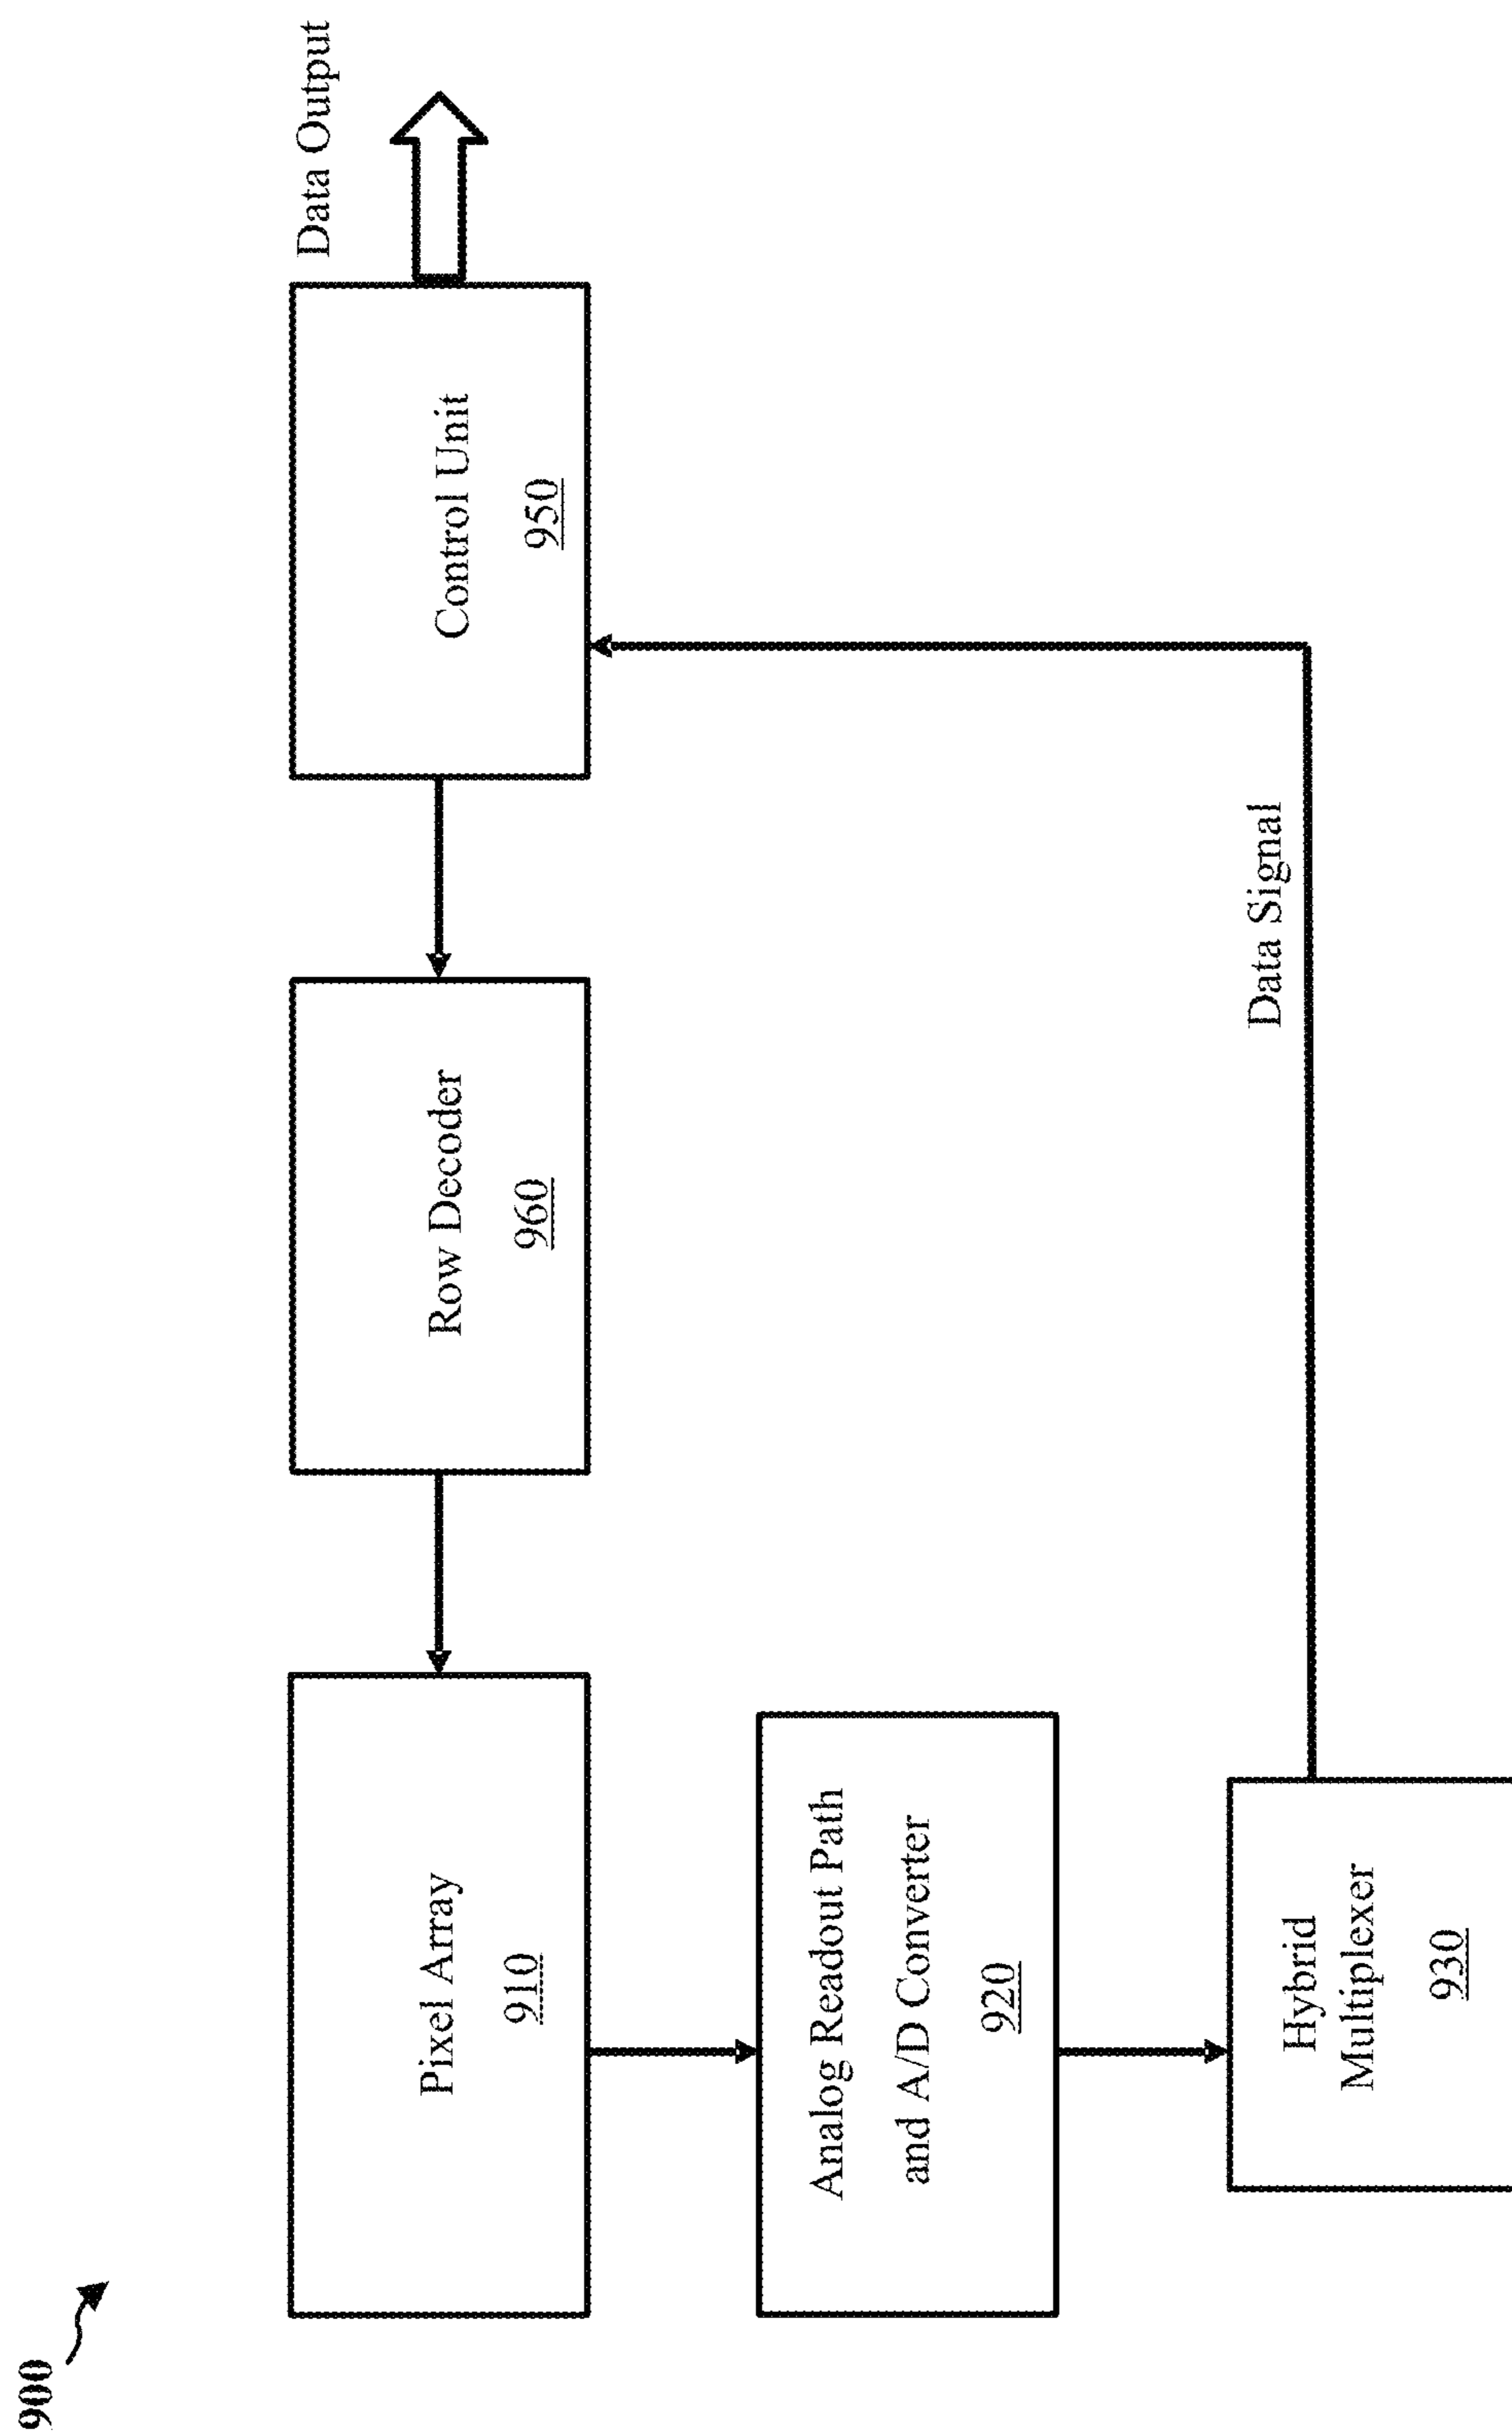 900
Pixel Array
910
Row Decoder
960
Control Unit
950
Data Output
Analog Readout Path
and A/D Converter
920
Hybrid
Multiplexer
930
Data Signal